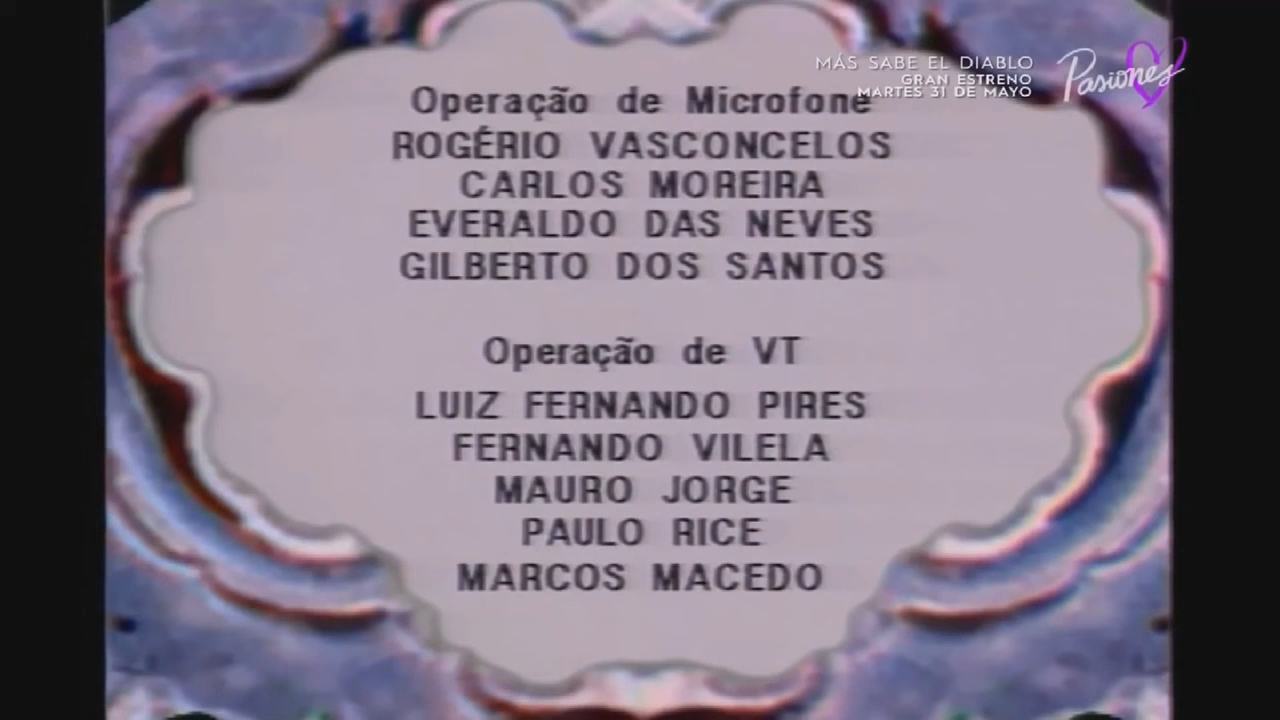 MÁS SABE EL DIABLO
GRAN ESTRENO
MARTES 31 DE MAYO
Pasiones
Operação de Microfone
ROGÉRIO VASCONCELOS
CARLOS MOREIRA
EVERALDO DAS NEVES
GILBERTO DOS SANTOS
Operação de VT
LUIZ FERNANDO PIRES
FERNANDO VILELA
MAURO JORGE
PAULO RICE
MARCOS MACEDO